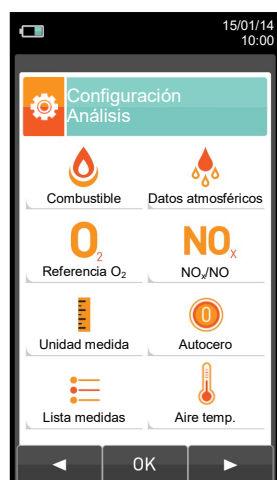 15/01/14
10:00
Configuración
Análisis
Combustible
Datos atmosféricos
O₂
NOₓ
Referencia O₂
NOₓ/NO
0
Unidad medida
Autocero
Lista medidas
Aire temp.
◄ OK ►